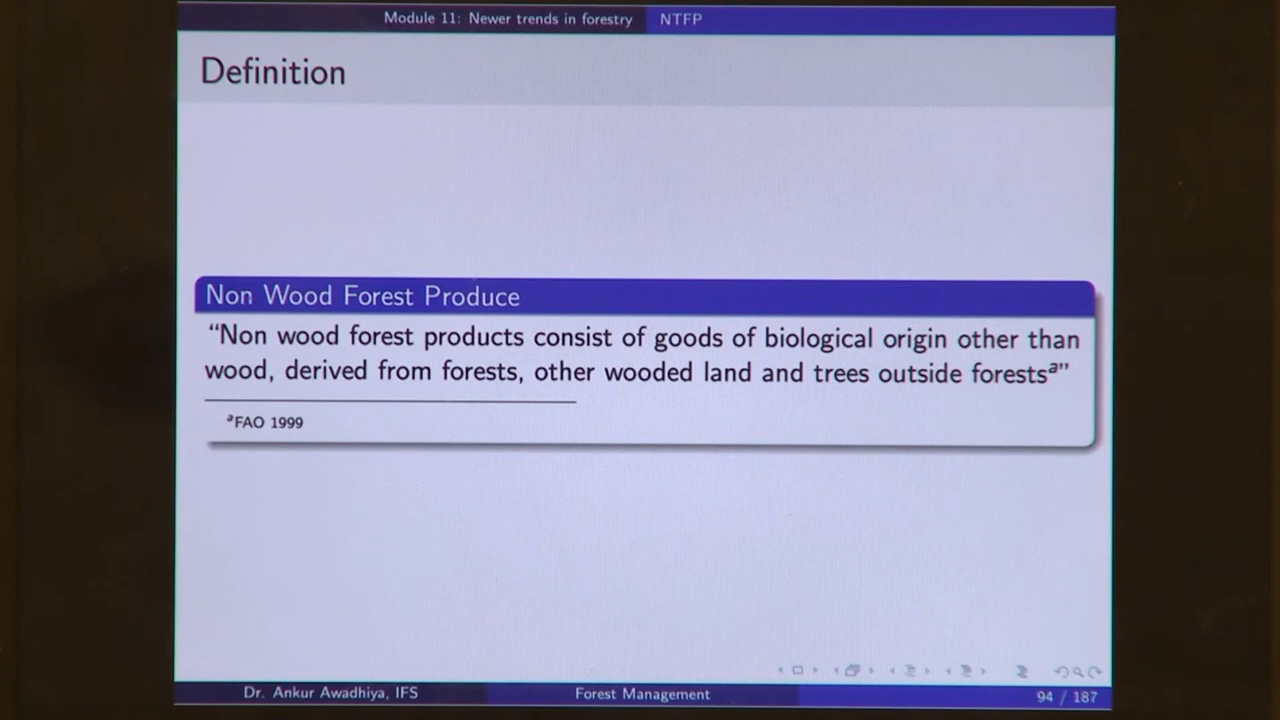 Module 11: Newer trends in forestry NTFP
Definition
Non Wood Forest Produce
“Non wood forest products consist of goods of biological origin other than
wood, derived from forests, other wooded land and trees outside forestsᵃ”
ᵃFAO 1999
Dr. Ankur Awadhiya, IFS Forest Management 94 / 187